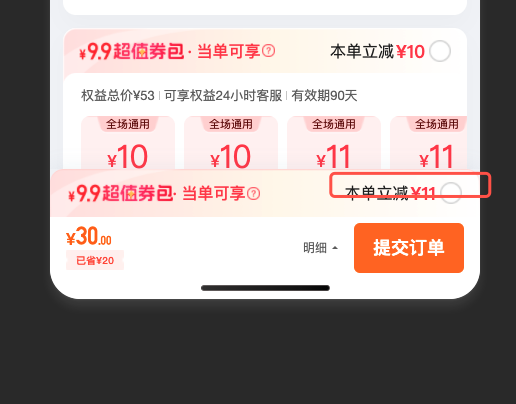 ¥9.9超值券包·当单可享? 本单立减¥10
权益总价¥53 | 可享权益24小时客服 | 有效期90天
全场通用 全场通用 全场通用 全场通用
¥10 ¥10 ¥11 ¥11
¥9.9超值券包·当单可享? 本单立减¥11
¥30.00 明细 提交订单
已省¥20